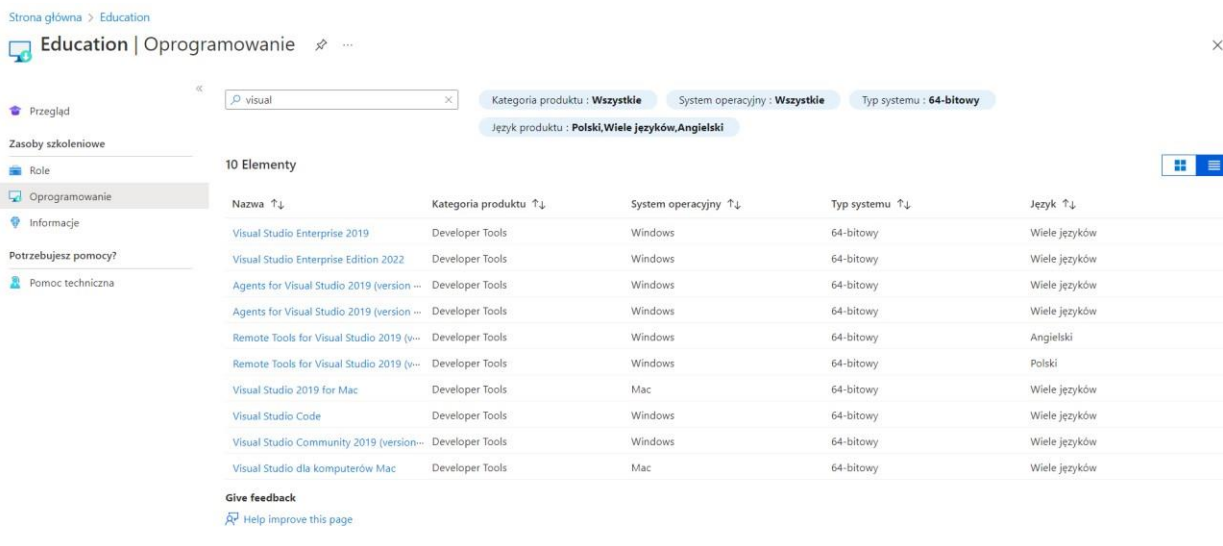 Strona główna > Education
Education | Oprogramowanie ...
«
Przegląd
Zasoby szkoleniowe
Role
Oprogramowanie
Informacje
Potrzebujesz pomocy?
Pomoc techniczna
visual
Kategoria produktu : Wszystkie System operacyjny : Wszystkie Typ systemu : 64-bitowy
Język produktu : Polski,Wiele języków,Angielski
10 Elementy
Nazwa ↑↓ Kategoria produktu ↑↓ System operacyjny ↑↓ Typ systemu ↑↓ Język ↑↓
Visual Studio Enterprise 2019 Developer Tools Windows 64-bitowy Wiele języków
Visual Studio Enterprise Edition 2022 Developer Tools Windows 64-bitowy Wiele języków
Agents for Visual Studio 2019 (version ... Developer Tools Windows 64-bitowy Wiele języków
Agents for Visual Studio 2019 (version ... Developer Tools Windows 64-bitowy Wiele języków
Remote Tools for Visual Studio 2019 (v... Developer Tools Windows 64-bitowy Angielski
Remote Tools for Visual Studio 2019 (v... Developer Tools Windows 64-bitowy Polski
Visual Studio 2019 for Mac Developer Tools Mac 64-bitowy Wiele języków
Visual Studio Code Developer Tools Windows 64-bitowy Wiele języków
Visual Studio Community 2019 (version... Developer Tools Windows 64-bitowy Wiele języków
Visual Studio dla komputerów Mac Developer Tools Mac 64-bitowy Wiele języków
Give feedback
Help improve this page